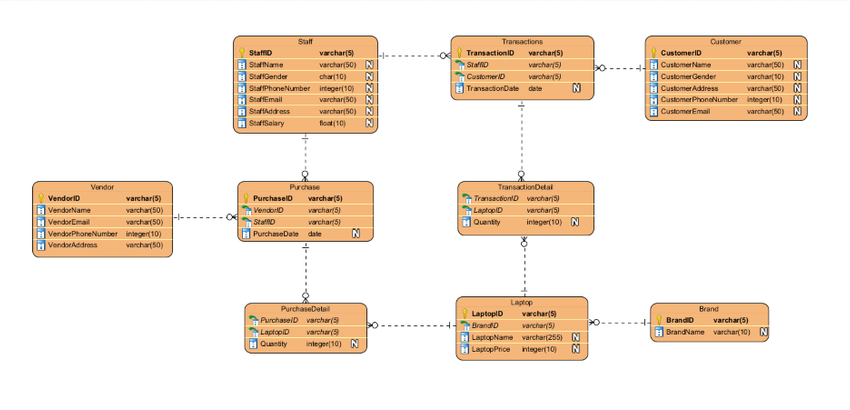 Staff
StaffID varchar(5)
StaffName varchar(50) N
StaffGender char(10) N
StaffPhoneNumber integer(10) N
StaffEmail varchar(50) N
StaffAddress varchar(50) N
StaffSalary float(10) N
Transactions
TransactionID varchar(5)
StaffID varchar(5)
CustomerID varchar(5)
TransactionDate date N
Customer
CustomerID varchar(5)
CustomerName varchar(50) N
CustomerGender varchar(10) N
CustomerAddress varchar(50) N
CustomerPhoneNumber integer(10) N
CustomerEmail varchar(50) N
Vendor
VendorID varchar(5)
VendorName varchar(50)
VendorEmail varchar(50)
VendorPhoneNumber integer(10)
VendorAddress varchar(50)
Purchase
PurchaseID varchar(5)
VendorID varchar(5)
StaffID varchar(5)
PurchaseDate date N
TransactionDetail
TransactionID varchar(5)
LaptopID varchar(5)
Quantity integer(10) N
PurchaseDetail
PurchaseID varchar(5)
LaptopID varchar(5)
Quantity integer(10) N
Laptop
LaptopID varchar(5)
BrandID varchar(5)
LaptopName varchar(255) N
LaptopPrice integer(10) N
Brand
BrandID varchar(5)
BrandName varchar(10) N